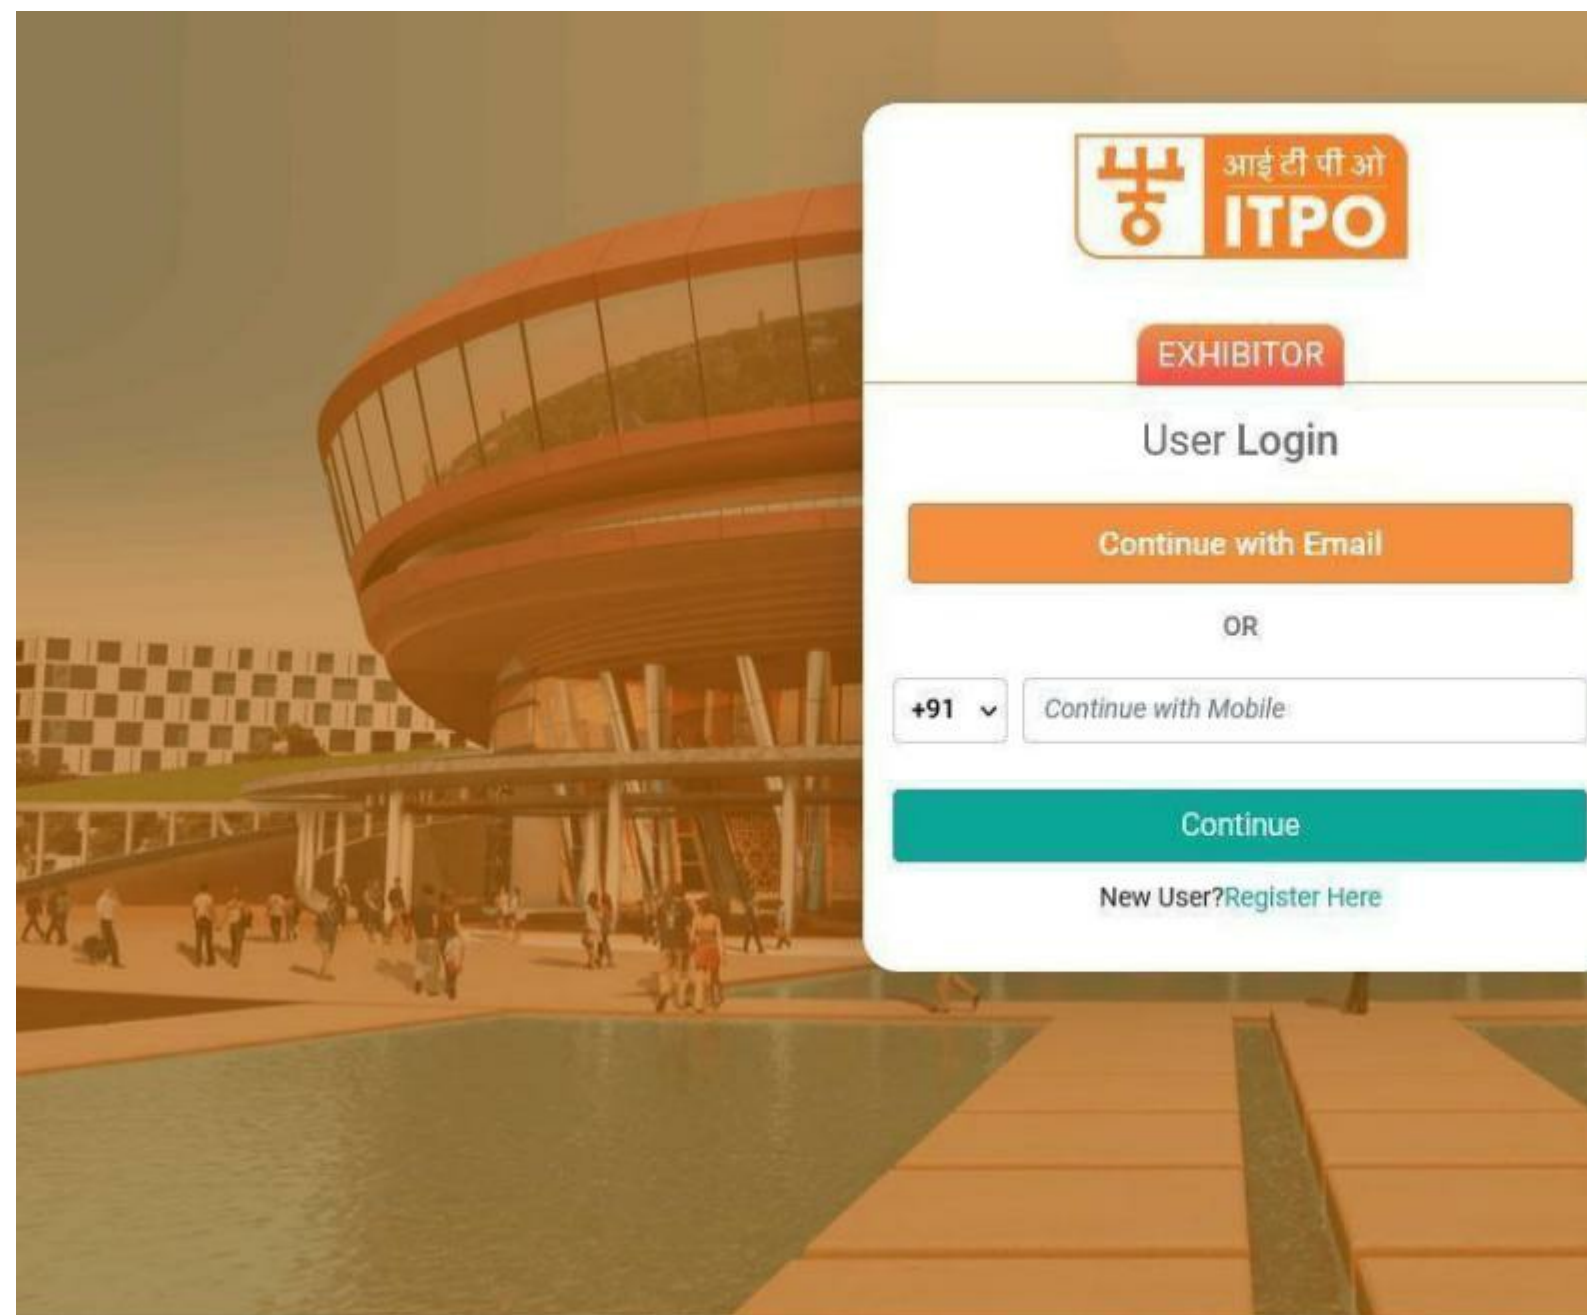 आई टी पी ओ
ITPO
EXHIBITOR
User Login
Continue with Email
OR
+91 Continue with Mobile
Continue
New User?Register Here